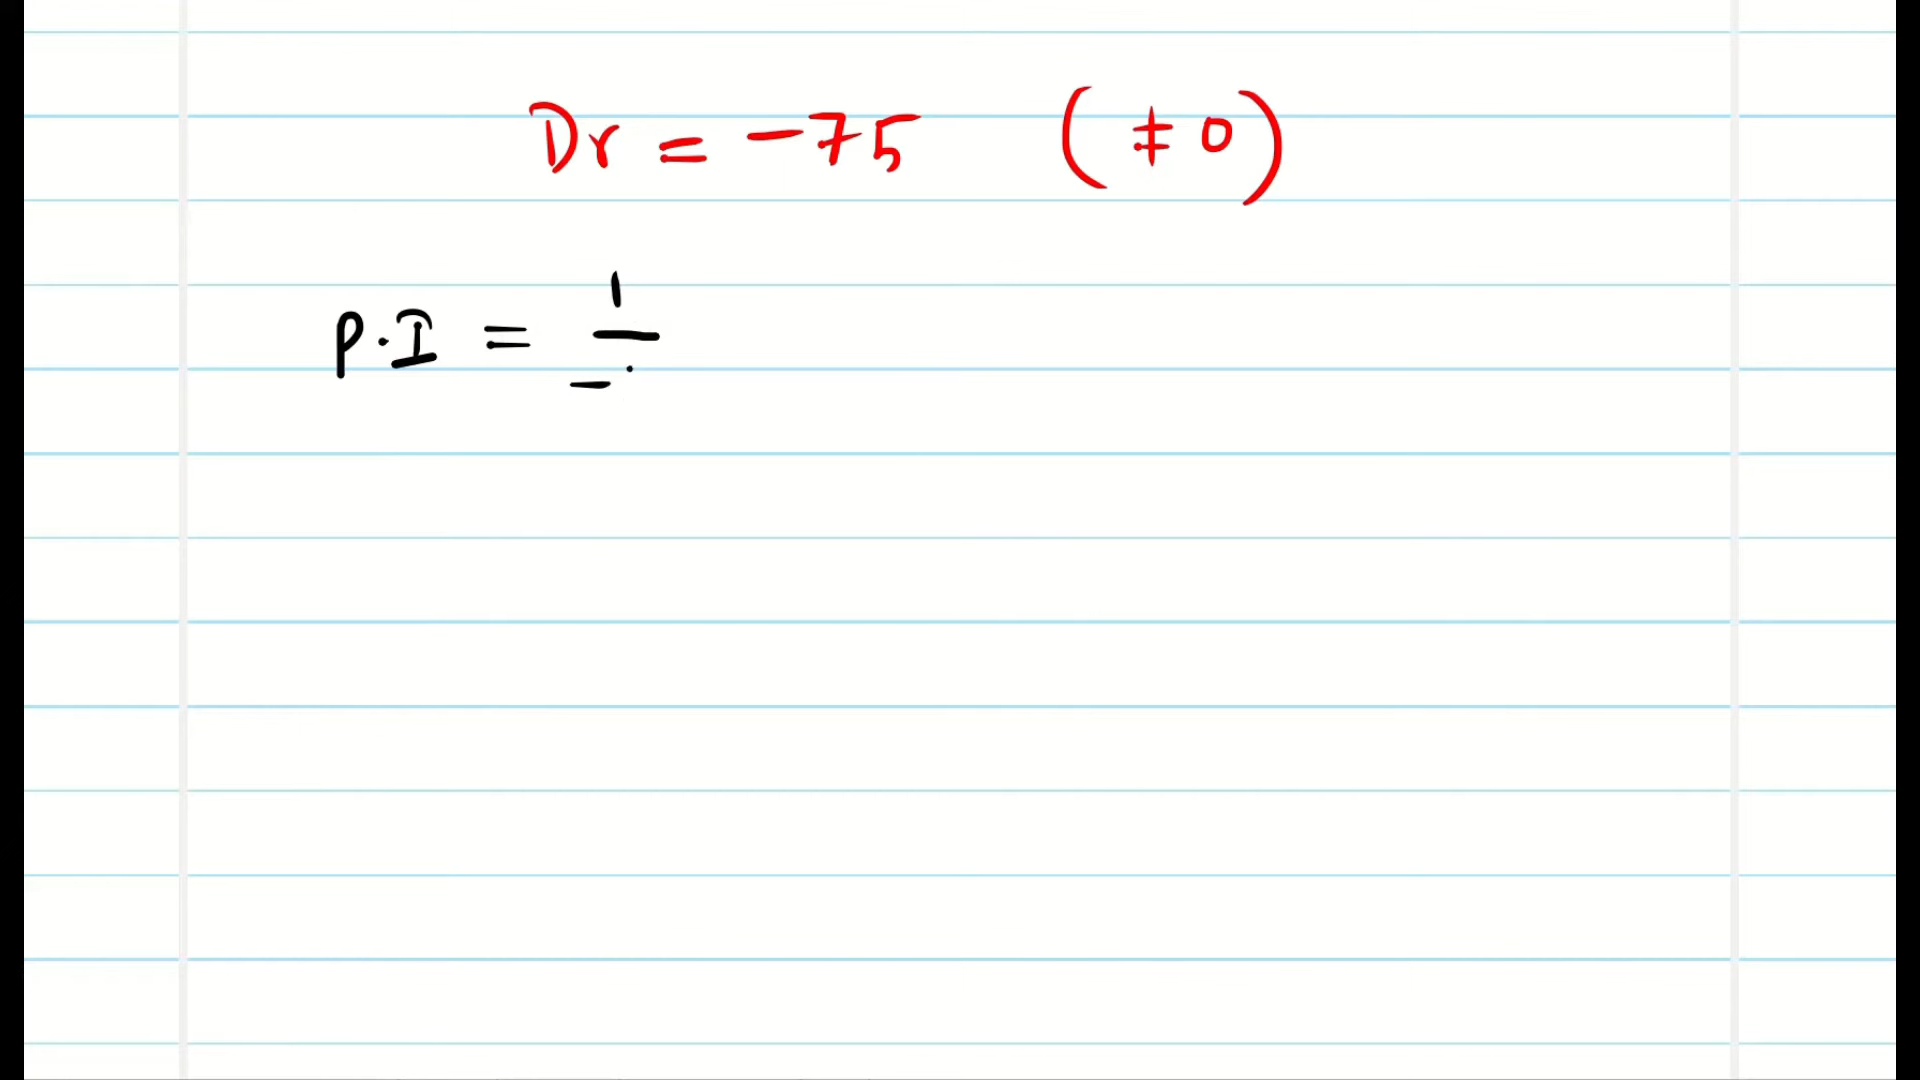 Dr = -75 (≠ 0)
P.I = 1/-